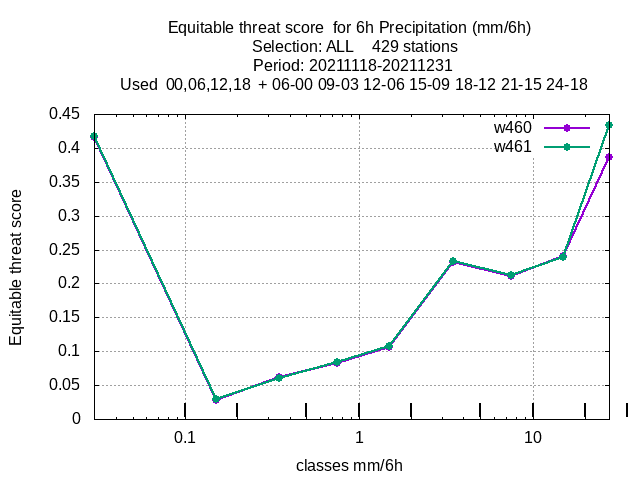 Equitable threat score  for 6h Precipitation (mm/6h)
Selection: ALL    429 stations
Period: 20211118-20211231
Used  00,06,12,18  + 06-00 09-03 12-06 15-09 18-12 21-15 24-18
w460
w461
0.45
0.4
0.35
0.3
0.25
0.2
0.15
0.1
0.05
0
Equitable threat score
0.1
1
10
classes mm/6h